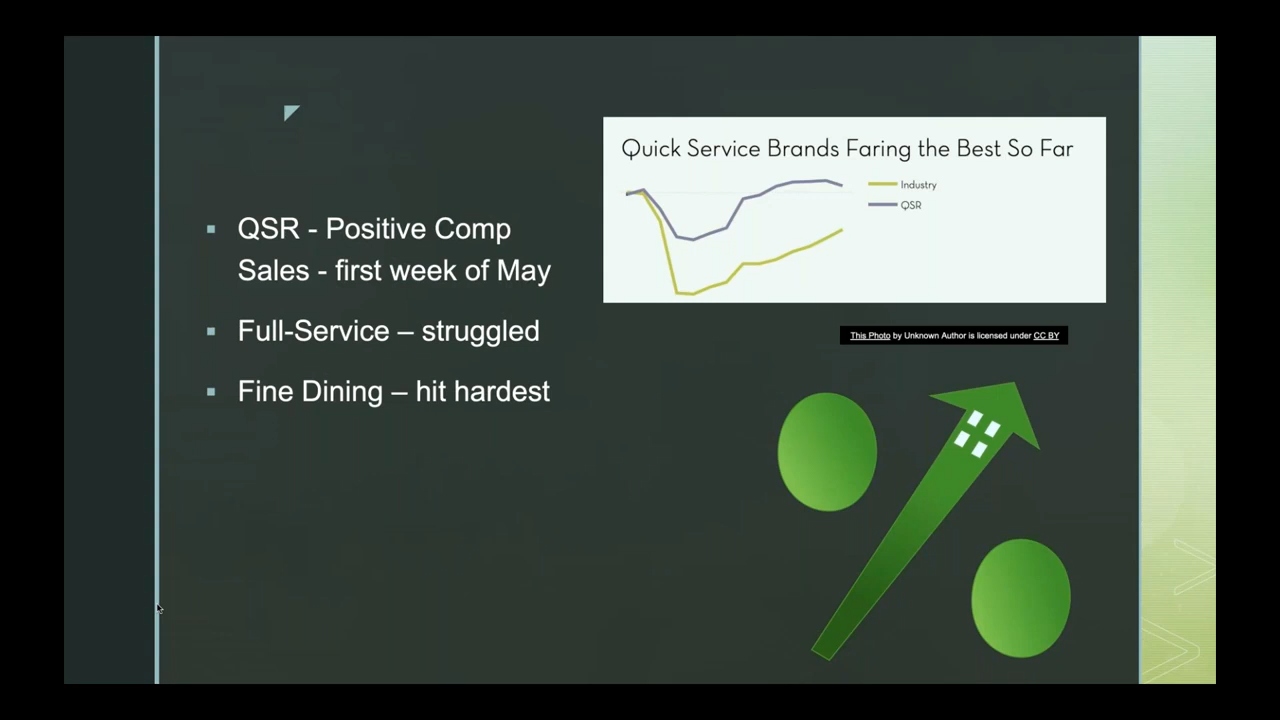 QSR - Positive Comp
Sales - first week of May
Full-Service – struggled
Fine Dining – hit hardest
Quick Service Brands Faring the Best So Far
Industry
QSR
This Photo by Unknown Author is licensed under CC BY